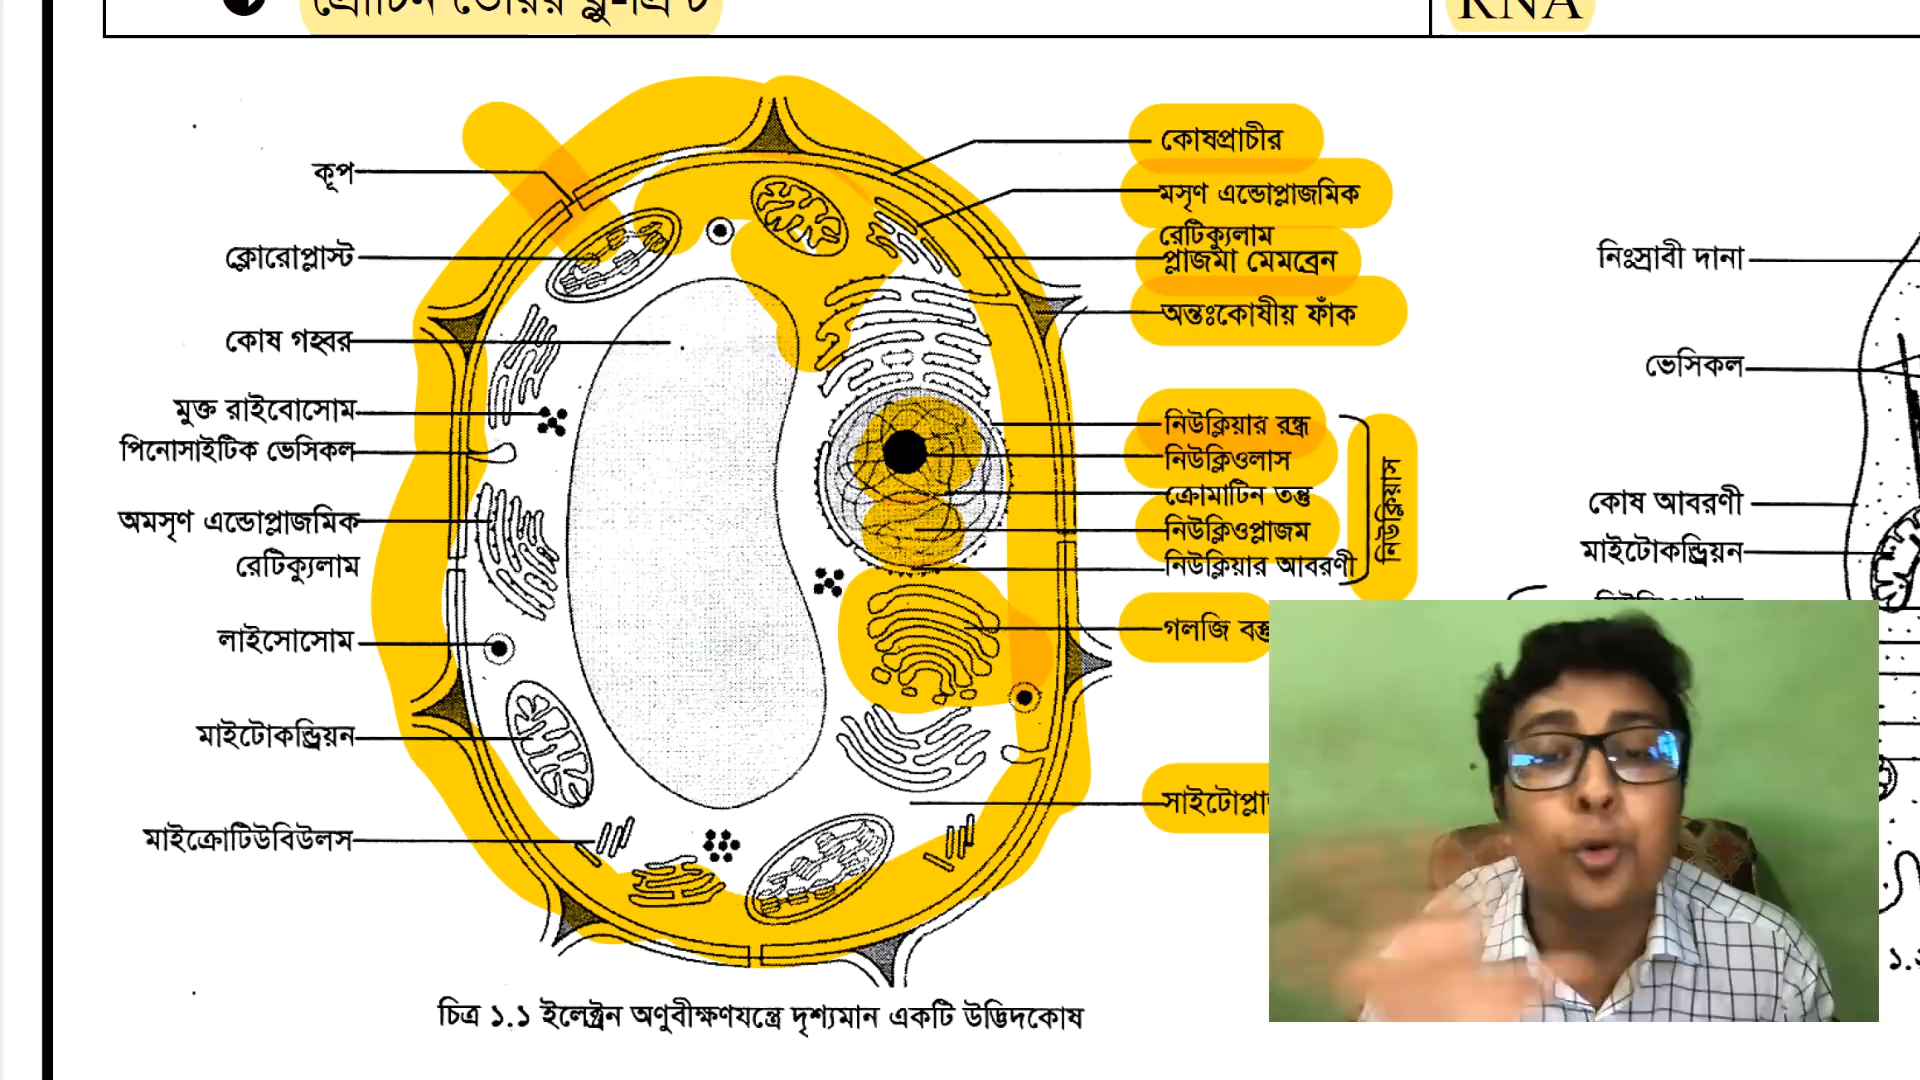 RNA
কোষপ্রাচীর
কূপ
মসৃণ এন্ডোপ্লাজমিক
রেটিক্যুলাম
ক্লোরোপ্লাস্ট
প্লাজমা মেমব্রেন
নিঃস্রাবী দানা
অন্তঃকোষীয় ফাঁক
কোষ গহ্বর
ভেসিকল
মুক্ত রাইবোসোম
নিউক্লিয়ার রন্ধ্র
পিনোসাইটিক ভেসিকল
নিউক্লিওলাস
ক্রোমাটিন তন্তু
নিউক্লিয়াস
কোষ আবরণী
অমসৃণ এন্ডোপ্লাজমিক
রেটিক্যুলাম
নিউক্লিওপ্লাজম
মাইটোকন্ড্রিয়ন
নিউক্লিয়ার আবরণী
লাইসোসোম
গলজি
মাইটোকন্ড্রিয়ন
মাইক্রোটিউবিউলস
চিত্র ১.১ ইলেক্ট্রন অণুবীক্ষণযন্ত্রে দৃশ্যমান একটি উদ্ভিদকোষ